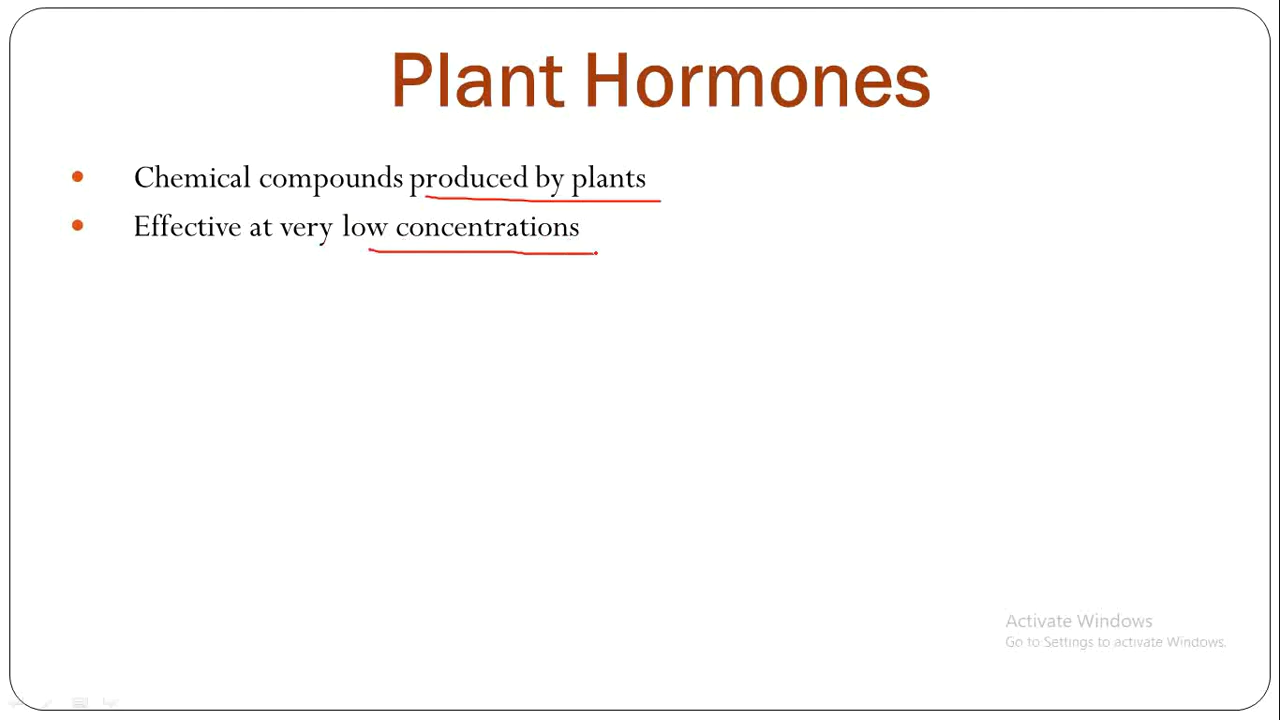 Plant Hormones
Chemical compounds produced by plants
Effective at very low concentrations
Activate Windows
Go to Settings to activate Windows.